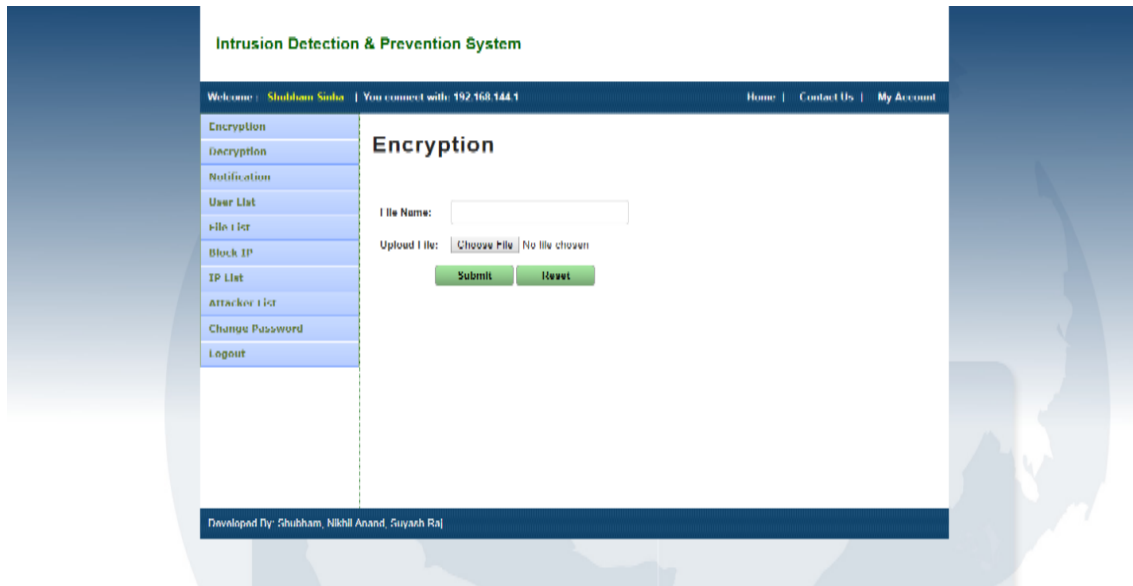 Intrusion Detection & Prevention System
Welcome : Shubham Sinha | You connect with: 192.168.144.1 Home | Contact Us | My Account
Encryption
Decryption
Notification
User List
File List
Block IP
IP List
Attacker List
Change Password
Logout
Encryption
File Name:
Upload File: Choose File No file chosen
Submit Reset
Developed By: Shubham, Nikhil Anand, Suyash Raj